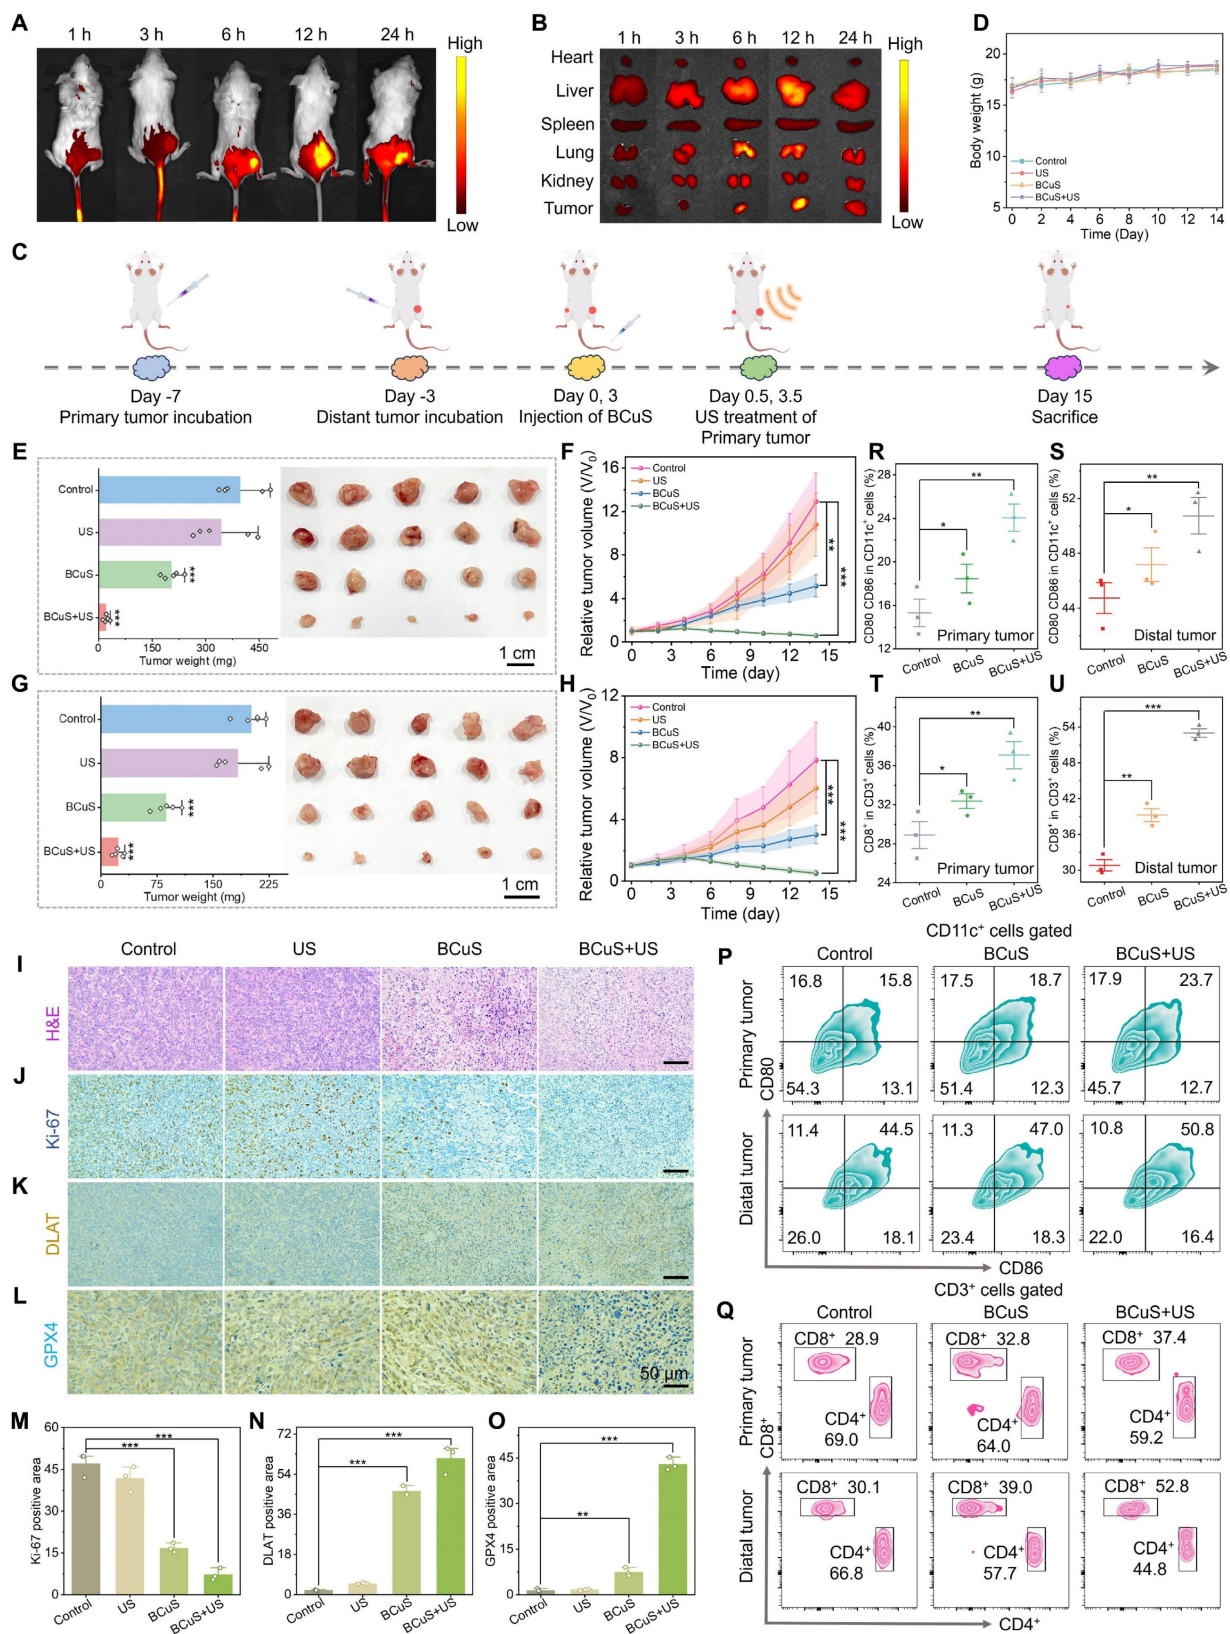 A
1 h 3 h 6 h 12 h 24 h
High
Low
B
1 h 3 h 6 h 12 h 24 h
Heart
Liver
Spleen
Lung
Kidney
Tumor
High
Low
D
Body weight (g)
20
15
10
5
Control
US
BCuS
BCuS+US
0 2 4 6 8 10 12 14
Time (Day)
C
Day -7
Primary tumor incubation
Day -3
Distant tumor incubation
Day 0, 3
Injection of BCuS
Day 0.5, 3.5
US treatment of
Primary tumor
Day 15
Sacrifice
E
Control
US
BCuS
***
BCuS+US
***
0 150 300 450
Tumor weight (mg)
1 cm
F
Relative tumor volume (V/V0)
16
12
8
4
0
Control
US
BCuS
BCuS+US
**
***
0 3 6 9 12 15
Time (day)
R
CD80 CD86 in CD11c+ cells (%)
28
24
20
16
12
**
*
Primary tumor
Control BCuS BCuS+US
S
CD80 CD86 in CD11c+ cells (%)
52
48
44
**
*
Distal tumor
Control BCuS BCuS+US
G
Control
US
BCuS
***
BCuS+US
***
0 75 150 225
Tumor weight (mg)
1 cm
H
Relative tumor volume (V/V0)
12
9
6
3
0
Control
US
BCuS
BCuS+US
***
***
0 3 6 9 12 15
Time (day)
T
CD8+ in CD3+ cells (%)
40
36
32
28
24
**
*
Primary tumor
Control BCuS BCuS+US
U
CD8+ in CD3+ cells (%)
54
48
42
36
30
***
**
Distal tumor
Control BCuS BCuS+US
Control US BCuS BCuS+US
I
H&E
J
Ki-67
K
DLAT
L
GPX4
50 μm
P
CD11c+ cells gated
Control BCuS BCuS+US
Primary tumor
CD80
16.8 15.8 17.5 18.7 17.9 23.7
54.3 13.1 51.4 12.3 45.7 12.7
Diatal tumor
11.4 44.5 11.3 47.0 10.8 50.8
26.0 18.1 23.4 18.3 22.0 16.4
CD86
Q
CD3+ cells gated
Control BCuS BCuS+US
Primary tumor
CD8+
CD8+ 28.9 CD8+ 32.8 CD8+ 37.4
CD4+ CD4+ CD4+
69.0 64.0 59.2
Diatal tumor
CD8+ 30.1 CD8+ 39.0 CD8+ 52.8
CD4+ CD4+ CD4+
66.8 57.7 44.8
CD4+
M
Ki-67 positive area
60
45
30
15
0
***
***
Control US BCuS BCuS+US
N
DLAT positive area
72
54
36
18
0
***
***
Control US BCuS BCuS+US
O
GPX4 positive area
45
30
15
0
***
**
Control US BCuS BCuS+US